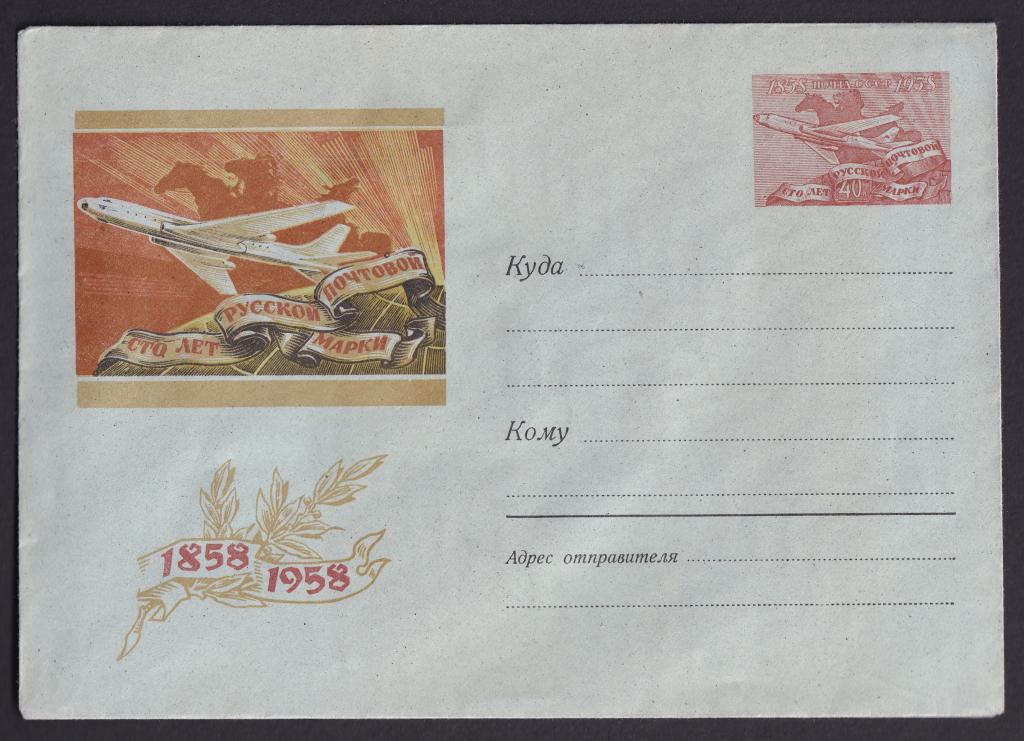 1858 ПОЧТА СССР 1958
СТО ЛЕТ РУССКОЙ ПОЧТОВОЙ МАРКИ
40
СТО ЛЕТ РУССКОЙ ПОЧТОВОЙ МАРКИ
1858
1958
Куда
Кому
Адрес отправителя